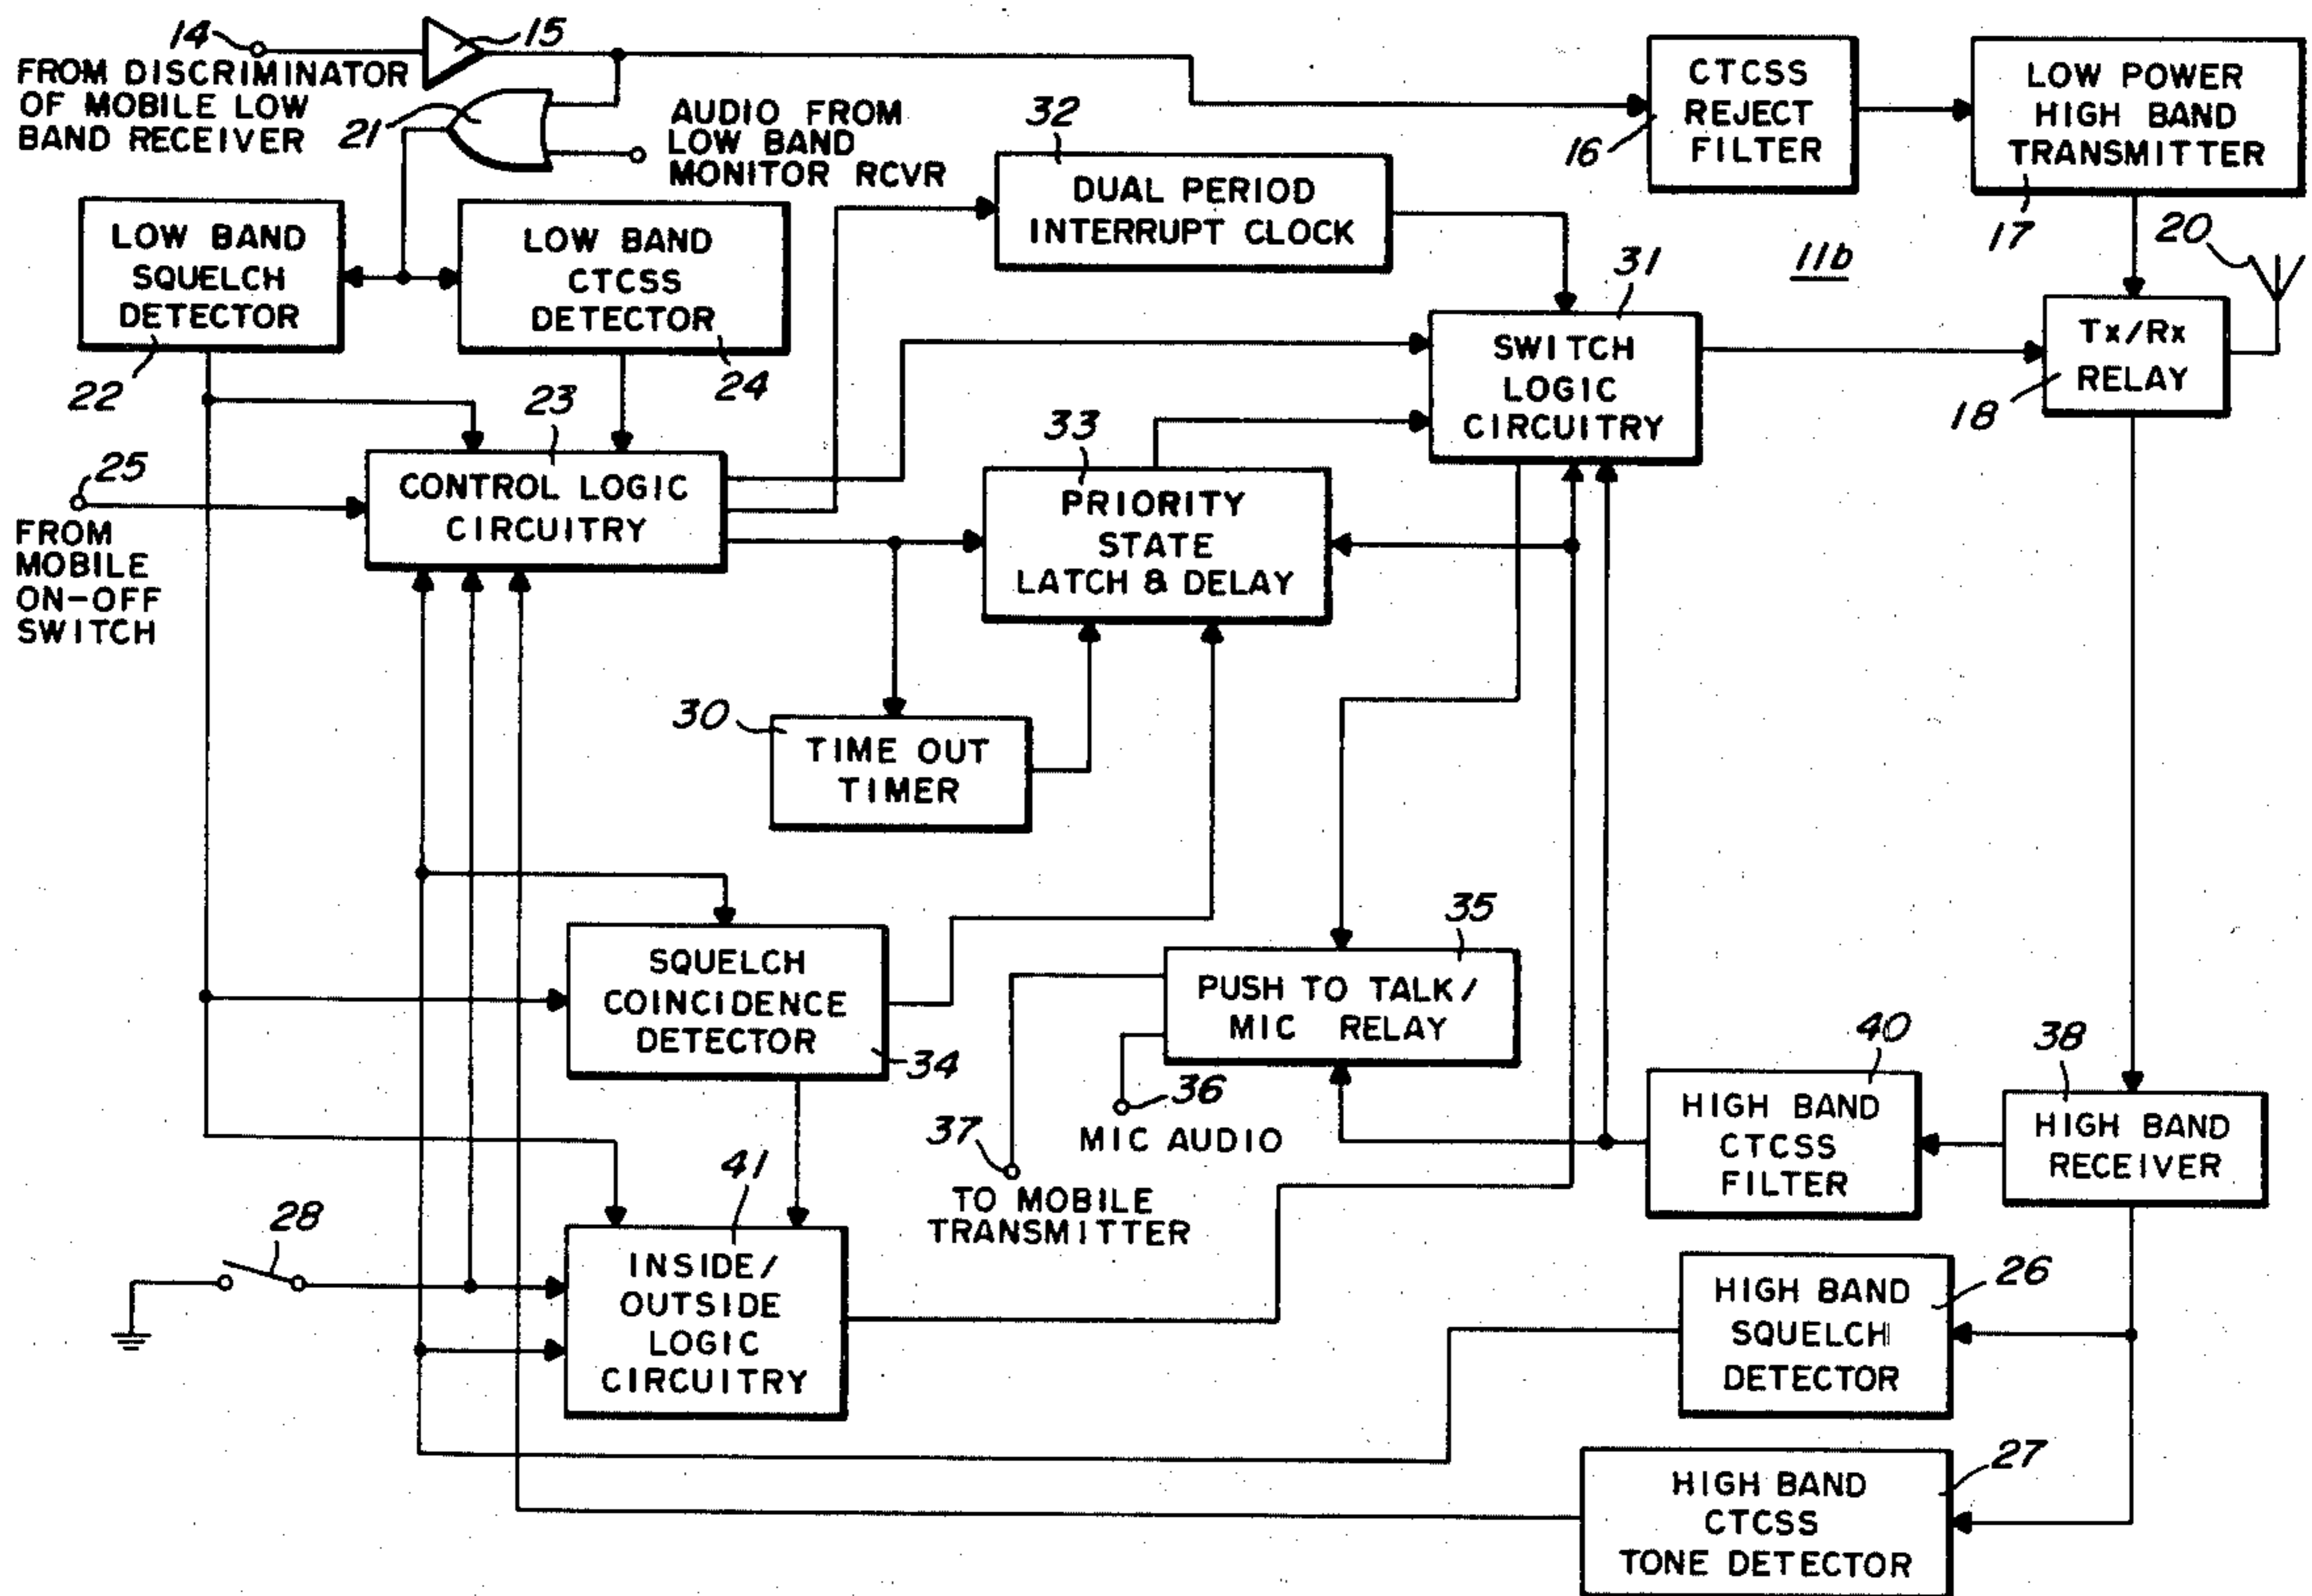 14
15
FROM DISCRIMINATOR
OF MOBILE LOW
BAND RECEIVER
21
AUDIO FROM
LOW BAND
MONITOR RCVR
32
DUAL PERIOD
INTERRUPT CLOCK
CTCSS
REJECT
FILTER
16
LOW POWER
HIGH BAND
TRANSMITTER
17
20
11b
LOW BAND
SQUELCH
DETECTOR
22
LOW BAND
CTCSS
DETECTOR
24
31
SWITCH
LOGIC
CIRCUITRY
Tx/Rx
RELAY
18
25
FROM
MOBILE
ON-OFF
SWITCH
23
CONTROL LOGIC
CIRCUITRY
33
PRIORITY
STATE
LATCH & DELAY
30
TIME OUT
TIMER
SQUELCH
COINCIDENCE
DETECTOR
34
35
PUSH TO TALK/
MIC RELAY
36
MIC AUDIO
37
TO MOBILE
TRANSMITTER
40
HIGH BAND
CTCSS
FILTER
38
HIGH BAND
RECEIVER
28
41
INSIDE/
OUTSIDE
LOGIC
CIRCUITRY
26
HIGH BAND
SQUELCH
DETECTOR
27
HIGH BAND
CTCSS
TONE DETECTOR